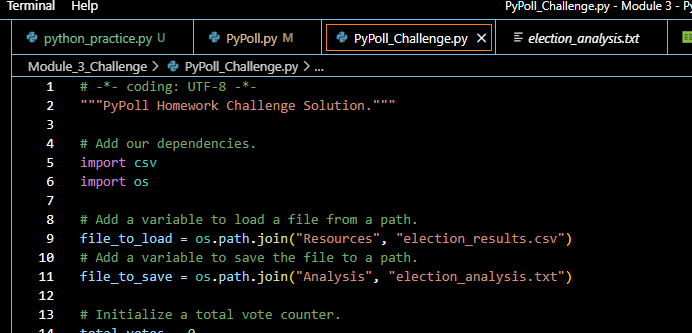 Terminal Help PyPoll_Challenge.py - Module 3 - Py
python_practice.py U PyPoll.py M PyPoll_Challenge.py × election_analysis.txt
Module_3_Challenge > PyPoll_Challenge.py > ...
1 # -*- coding: UTF-8 -*-
2 """PyPoll Homework Challenge Solution."""
3
4 # Add our dependencies.
5 import csv
6 import os
7
8 # Add a variable to load a file from a path.
9 file_to_load = os.path.join("Resources", "election_results.csv")
10 # Add a variable to save the file to a path.
11 file_to_save = os.path.join("Analysis", "election_analysis.txt")
12
13 # Initialize a total vote counter.
14 total_votes = 0